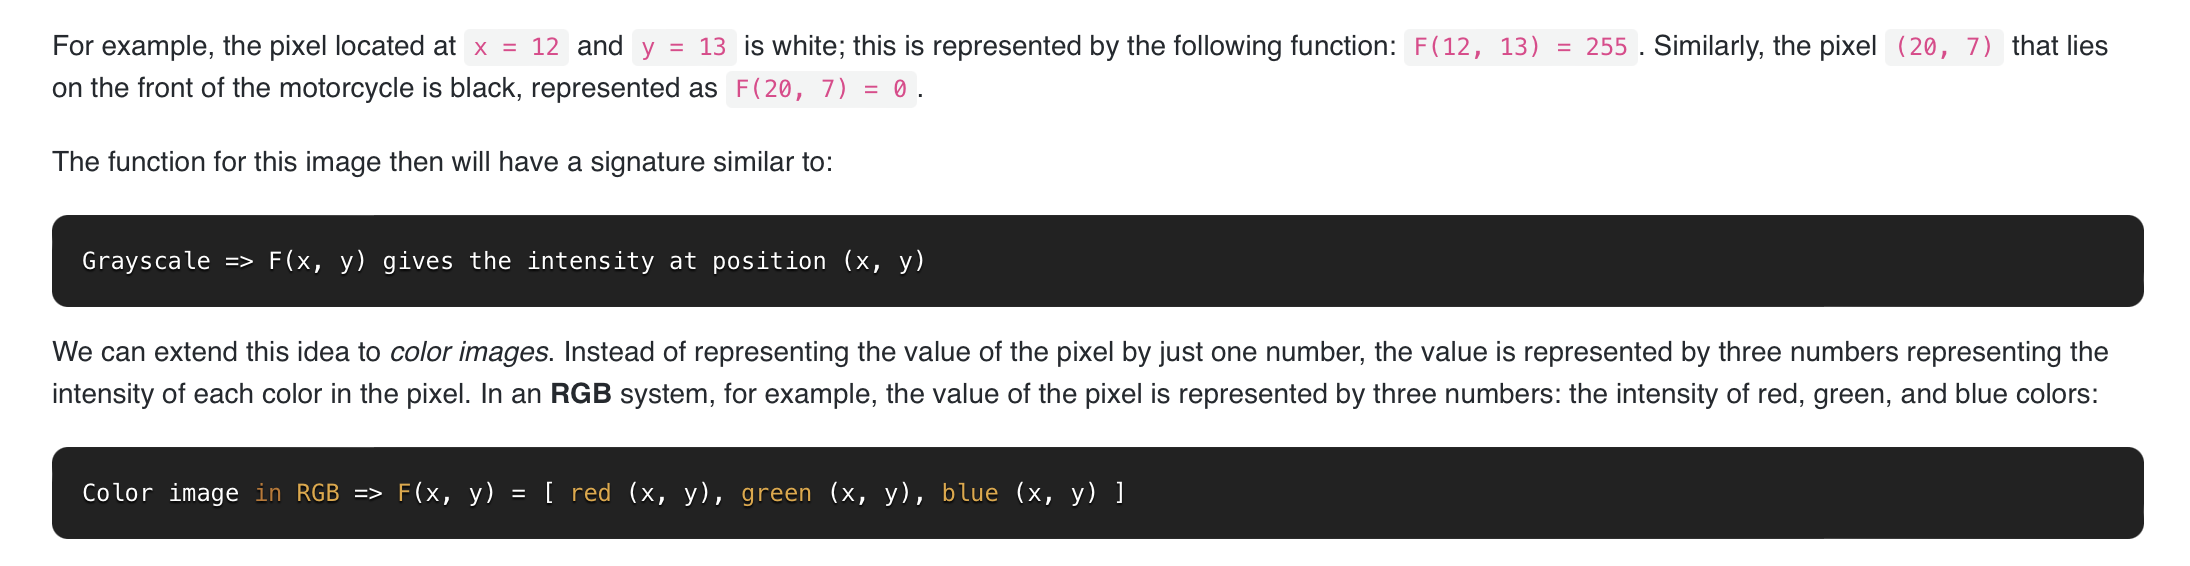 For example, the pixel located at x = 12 and y = 13 is white; this is represented by the following function: F(12, 13) = 255 . Similarly, the pixel (20, 7) that lies
on the front of the motorcycle is black, represented as F(20, 7) = 0 .
The function for this image then will have a signature similar to:
Grayscale => F(x, y) gives the intensity at position (x, y)
We can extend this idea to color images. Instead of representing the value of the pixel by just one number, the value is represented by three numbers representing the
intensity of each color in the pixel. In an RGB system, for example, the value of the pixel is represented by three numbers: the intensity of red, green, and blue colors:
Color image in RGB => F(x, y) = [ red (x, y), green (x, y), blue (x, y) ]